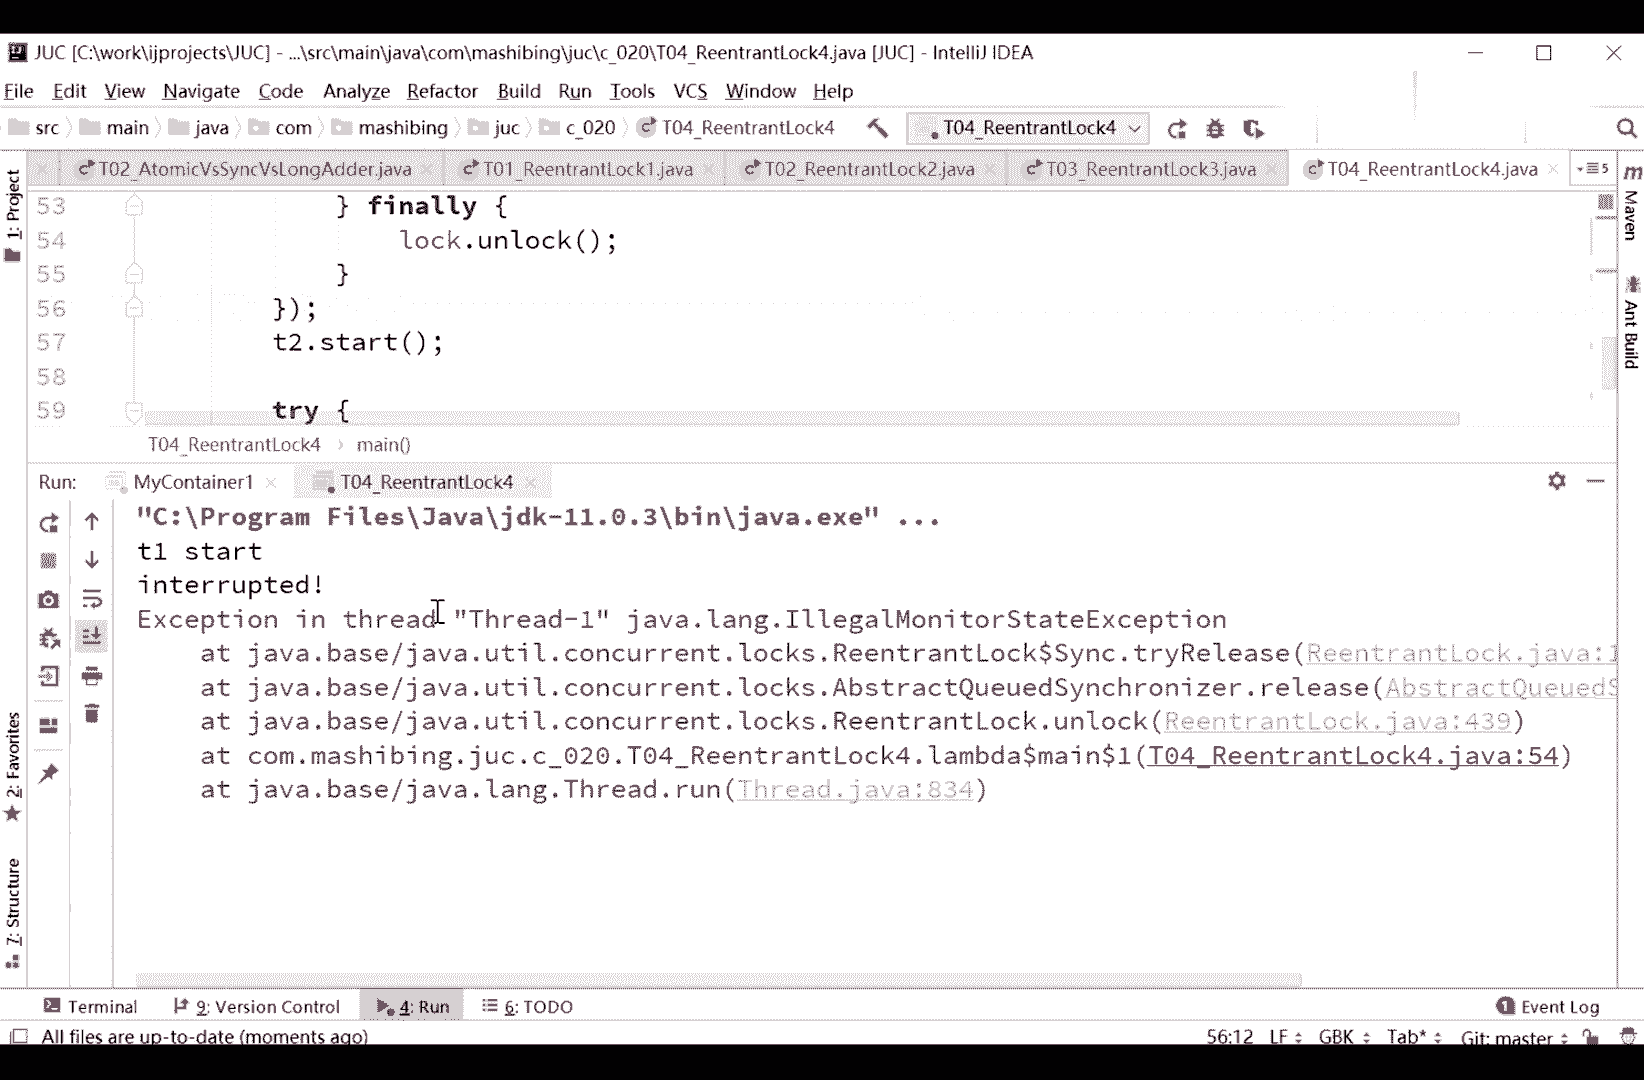 JUC [C:\work\ijprojects\JUC] - ...\src\main\java\com\mashibing\juc\c_020\T04_ReentrantLock4.java [JUC] - IntelliJ IDEA
File Edit View Navigate Code Analyze Refactor Build Run Tools VCS Window Help
src main java com mashibing juc c_020 T04_ReentrantLock4 T04_ReentrantLock4
T02_AtomicVsSyncVsLongAdder.java T01_ReentrantLock1.java T02_ReentrantLock2.java T03_ReentrantLock3.java T04_ReentrantLock4.java 5
1: Project
Maven
Ant Build
53 } finally {
54 lock.unlock();
55 }
56 });
57 t2.start();
58
59 try {
T04_ReentrantLock4 › main()
Run: MyContainer1 T04_ReentrantLock4
"C:\Program Files\Java\jdk-11.0.3\bin\java.exe" ...
t1 start
interrupted!
Exception in thread "Thread-1" java.lang.IllegalMonitorStateException
at java.base/java.util.concurrent.locks.ReentrantLock$Sync.tryRelease(ReentrantLock.java:1
at java.base/java.util.concurrent.locks.AbstractQueuedSynchronizer.release(AbstractQueuedS
at java.base/java.util.concurrent.locks.ReentrantLock.unlock(ReentrantLock.java:439)
at com.mashibing.juc.c_020.T04_ReentrantLock4.lambda$main$1(T04_ReentrantLock4.java:54)
at java.base/java.lang.Thread.run(Thread.java:834)
2: Favorites
7: Structure
Terminal 9: Version Control 4: Run 6: TODO 1 Event Log
All files are up-to-date (moments ago) 56:12 LF GBK Tab* Git: master